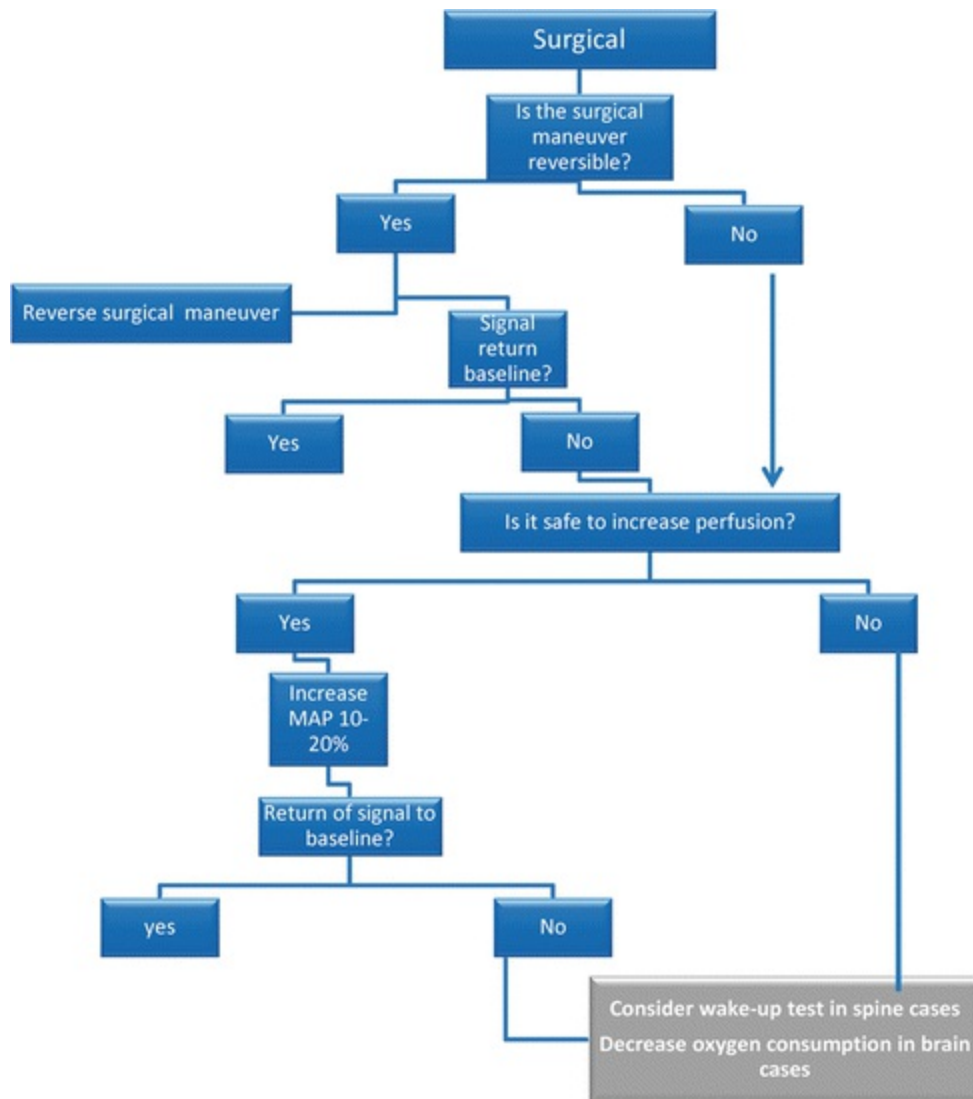 Surgical
Is the surgical
maneuver
reversible?
Yes
No
Reverse surgical maneuver
Signal
return
baseline?
Yes
No
Is it safe to increase perfusion?
Yes
No
Increase
MAP 10-
20%
Return of signal to
baseline?
yes
No
Consider wake-up test in spine cases
Decrease oxygen consumption in brain
cases